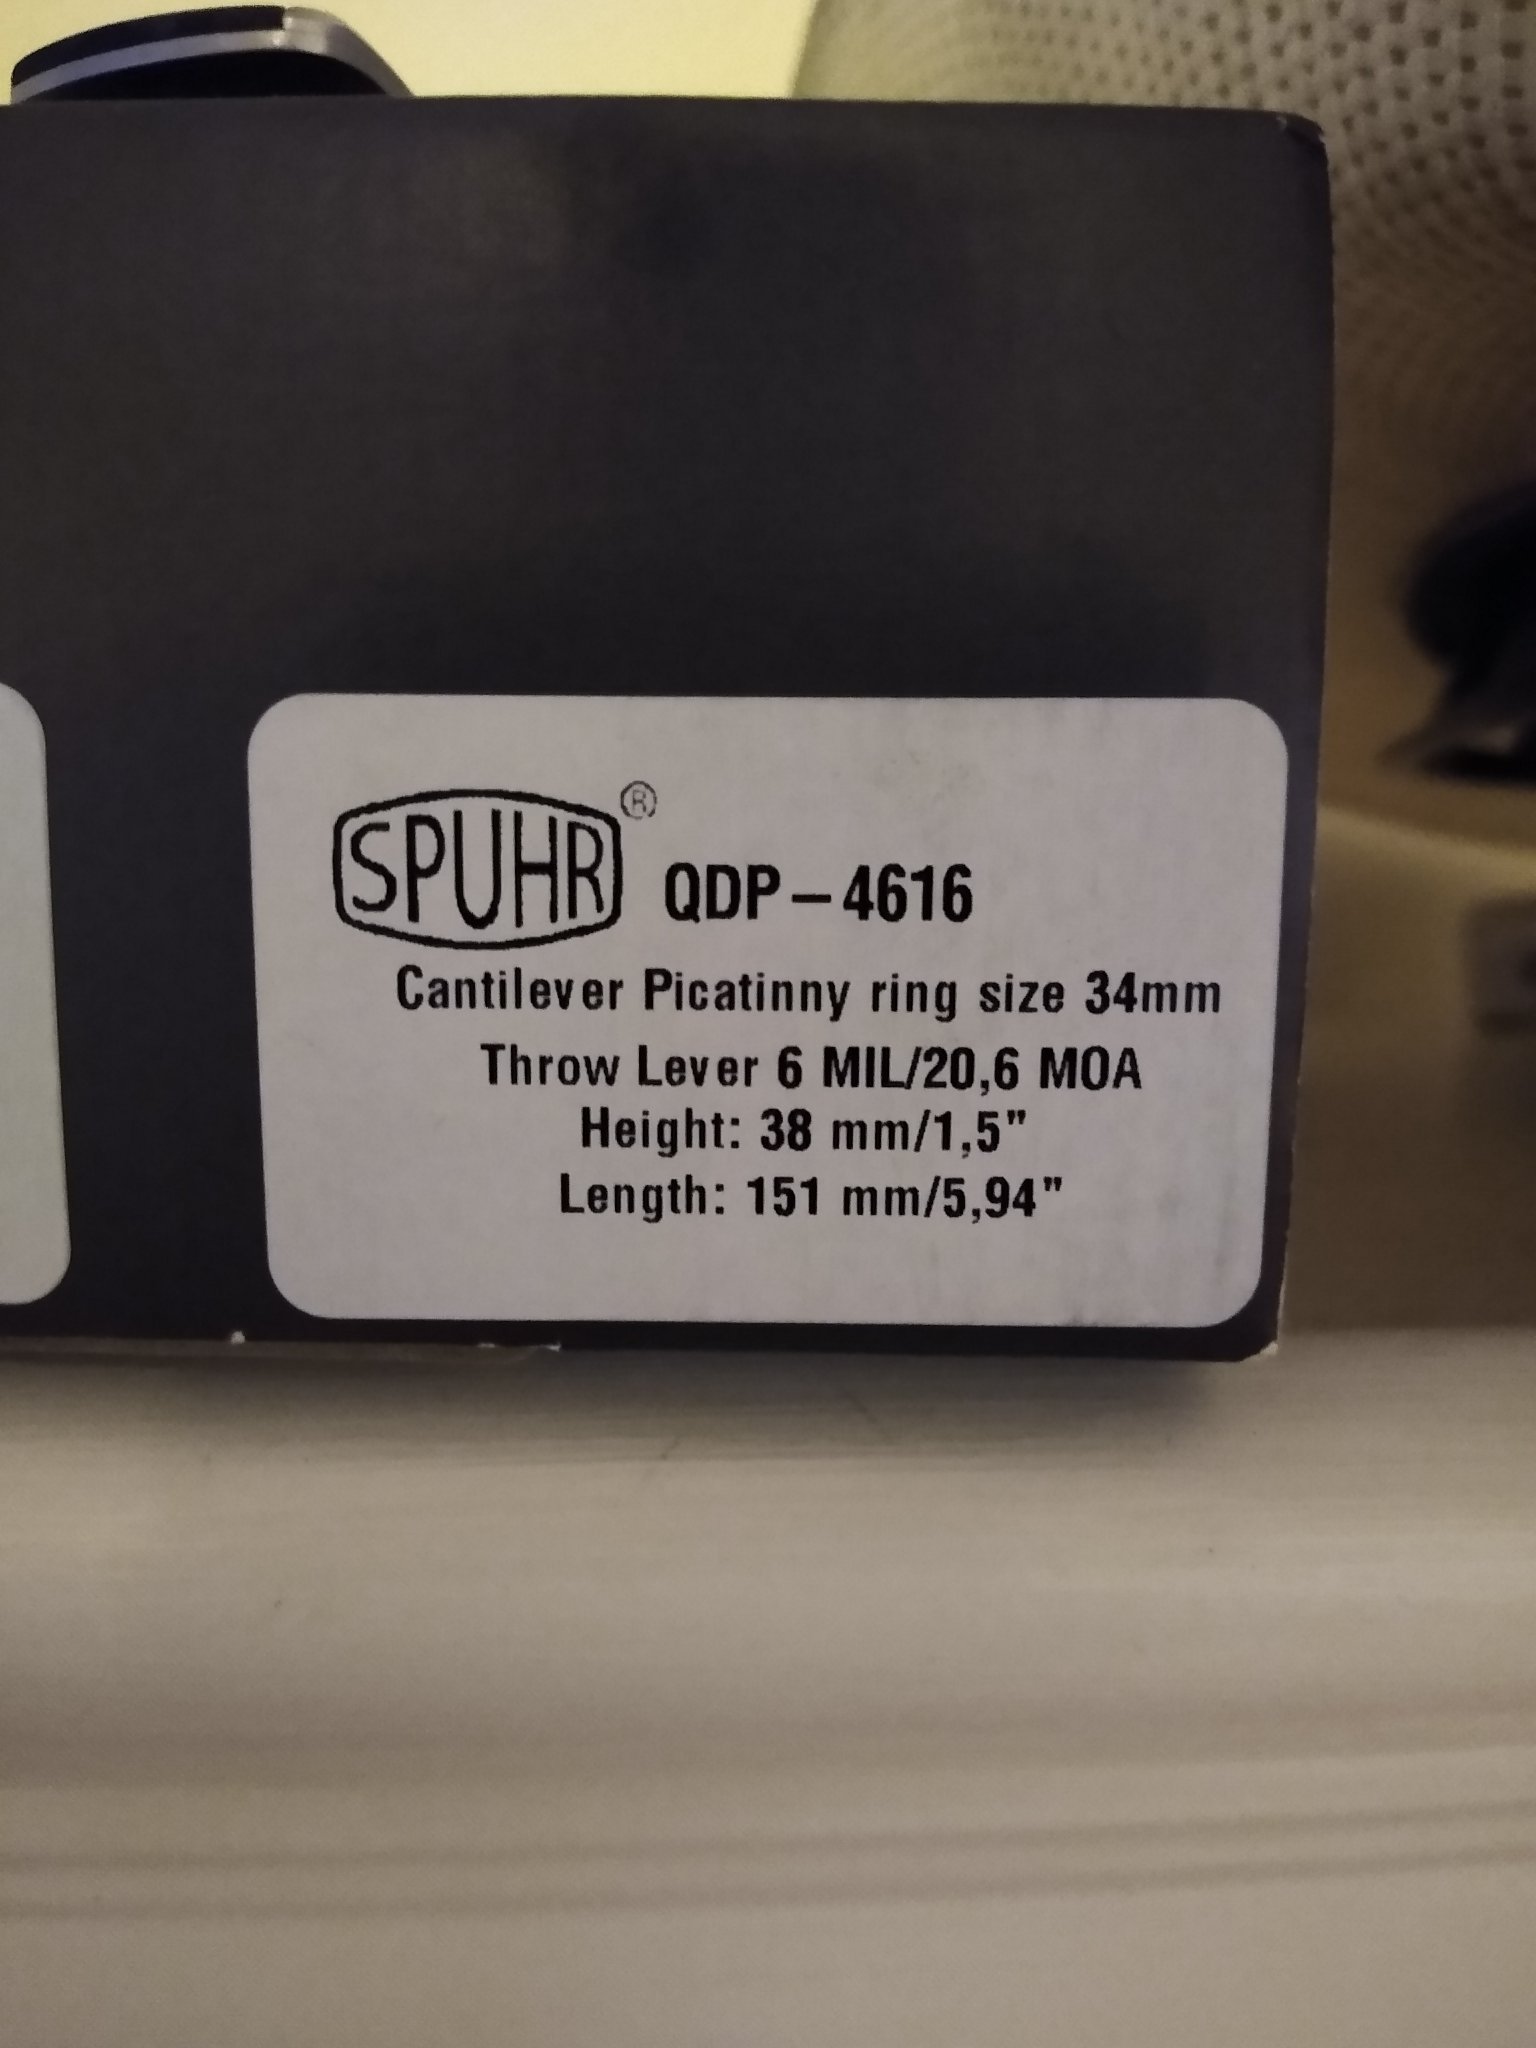 SPUHR® QDP-4616
Cantilever Picatinny ring size 34mm
Throw Lever 6 MIL/20,6 MOA
Height: 38 mm/1,5"
Length: 151 mm/5,94"